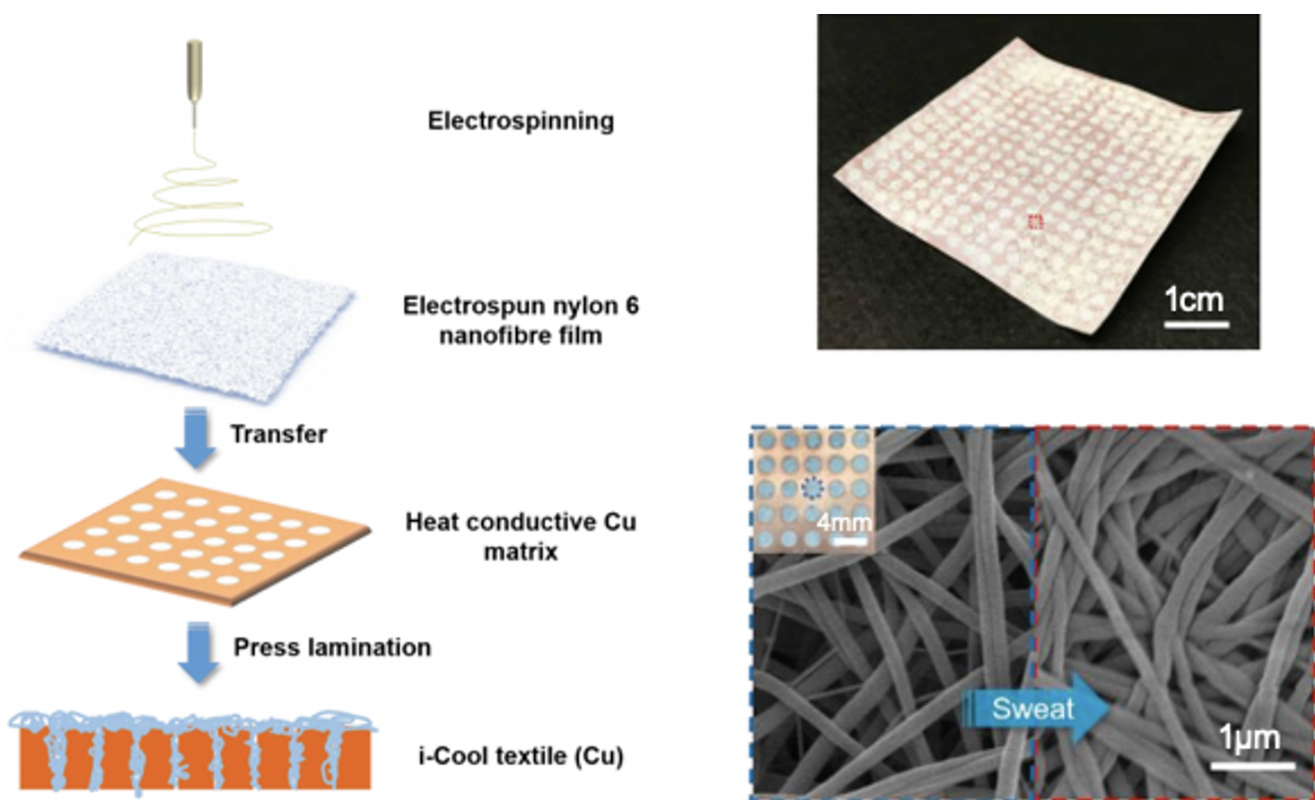 Electrospinning
Electrospun nylon 6
nanofibre film
Transfer
Heat conductive Cu
matrix
Press lamination
i-Cool textile (Cu)
1cm
4mm
Sweat
1μm